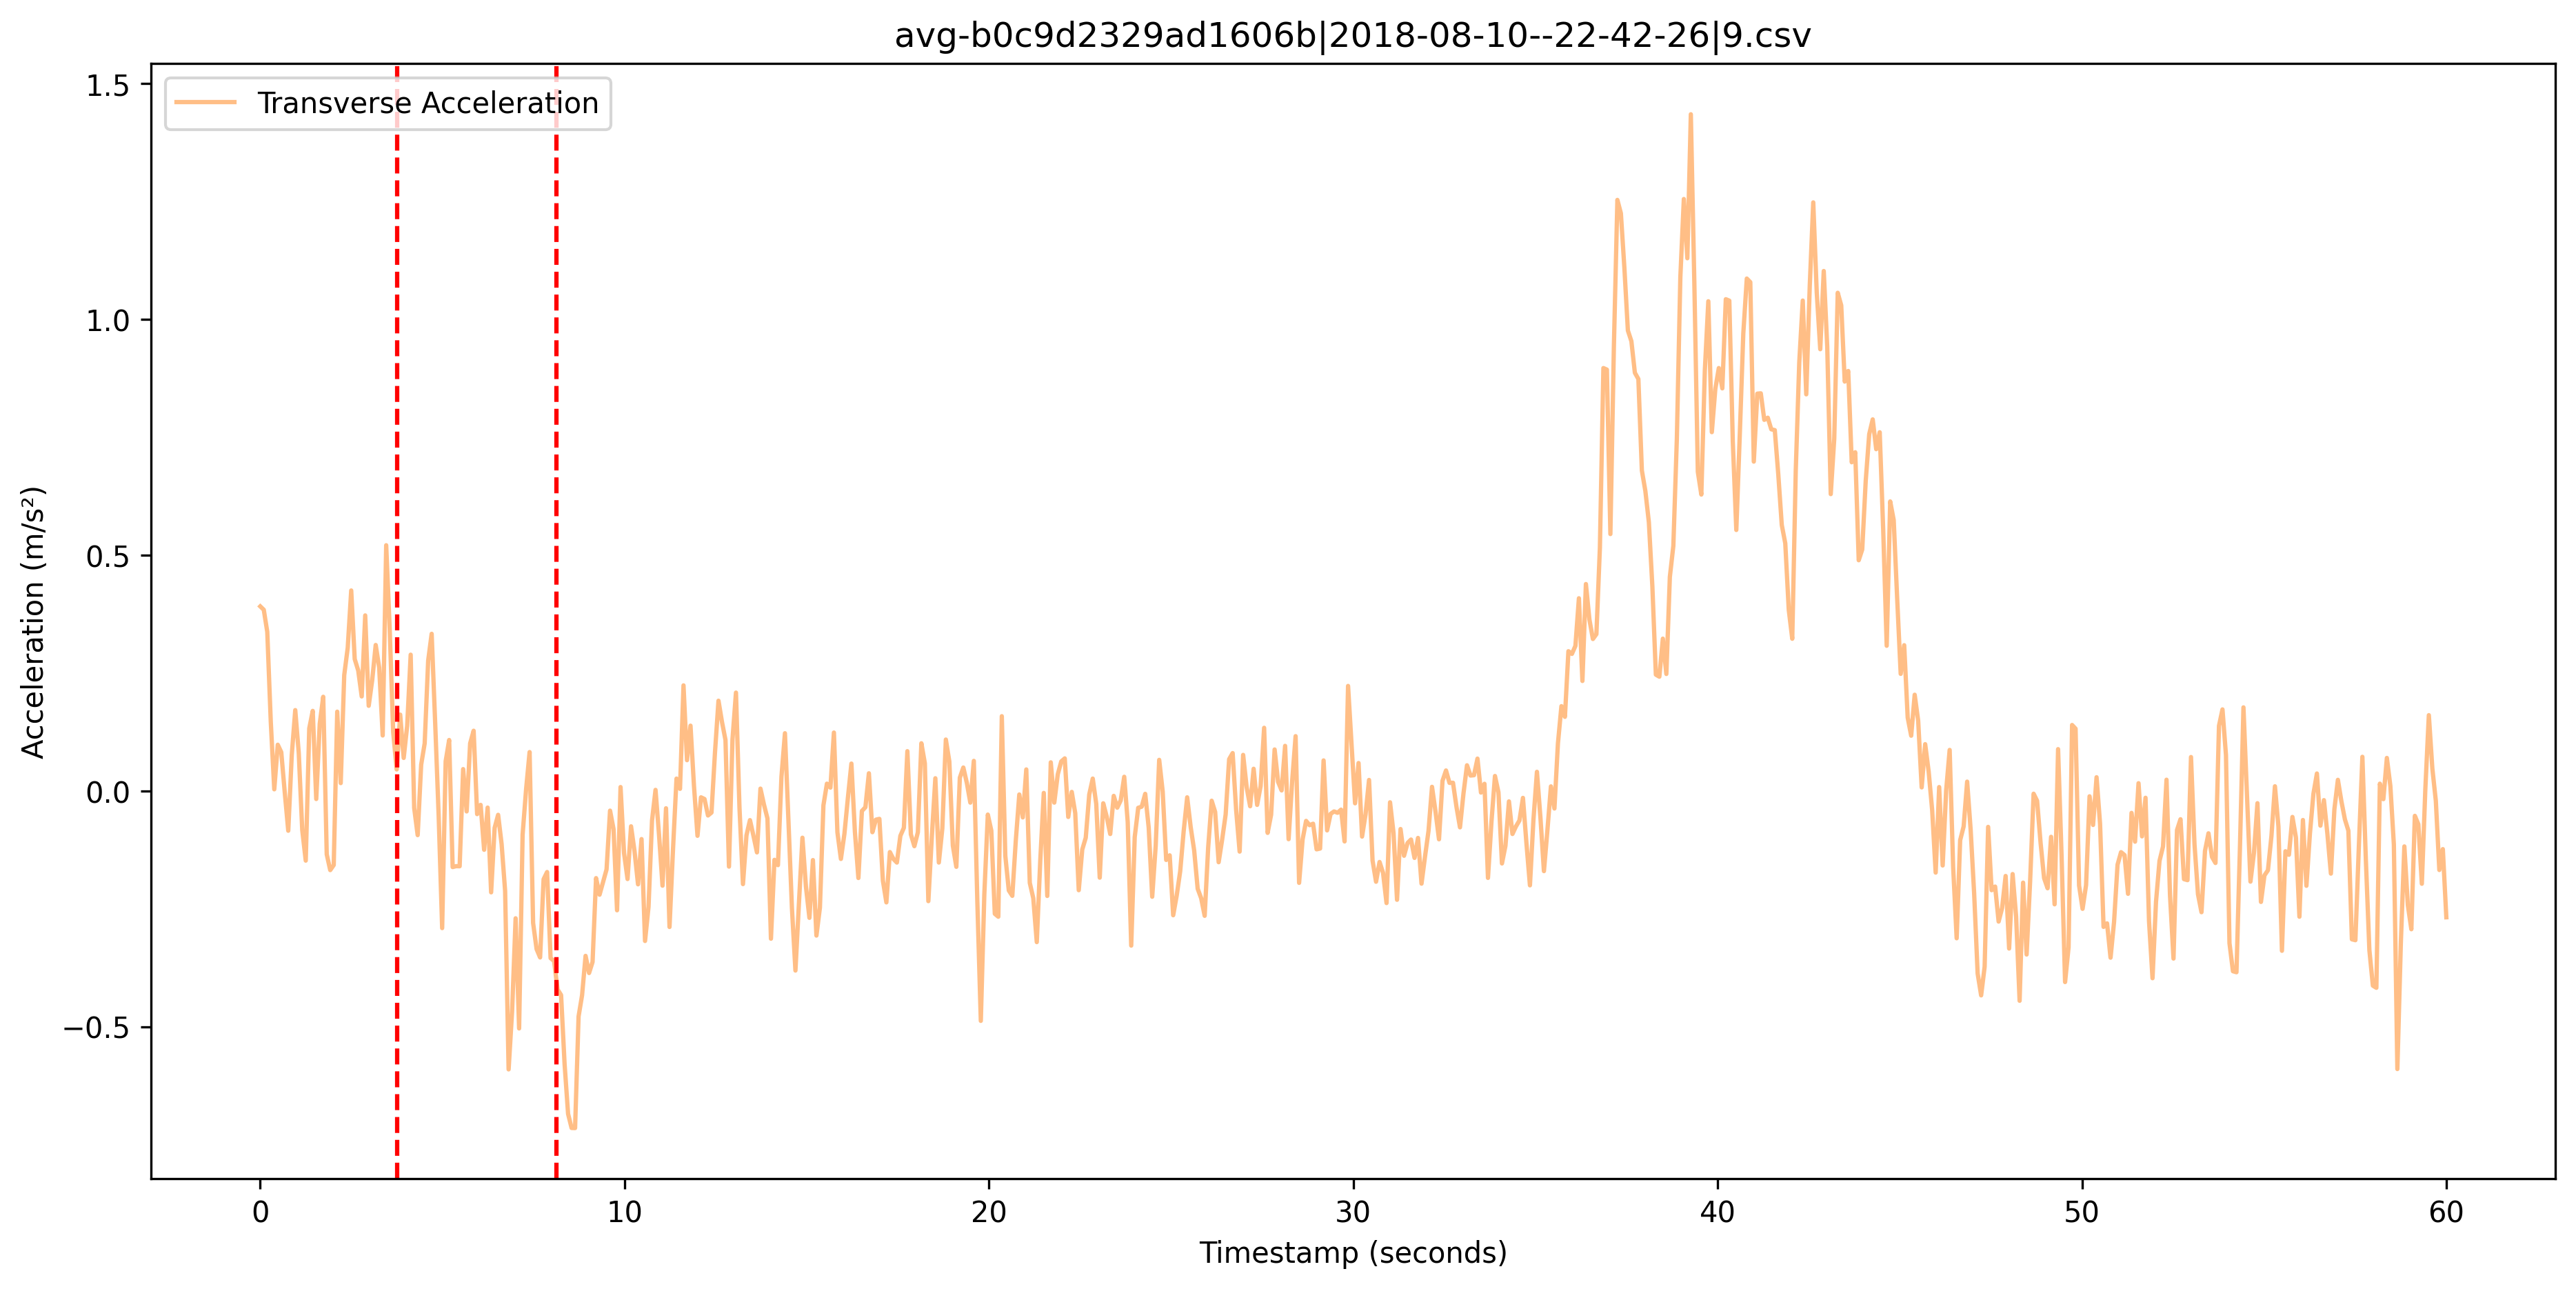 avg-b0c9d2329ad1606b|2018-08-10--22-42-26|9.csv
Transverse Acceleration
Acceleration (m/s²)
1.5
1.0
0.5
0.0
−0.5
0 10 20 30 40 50 60
Timestamp (seconds)